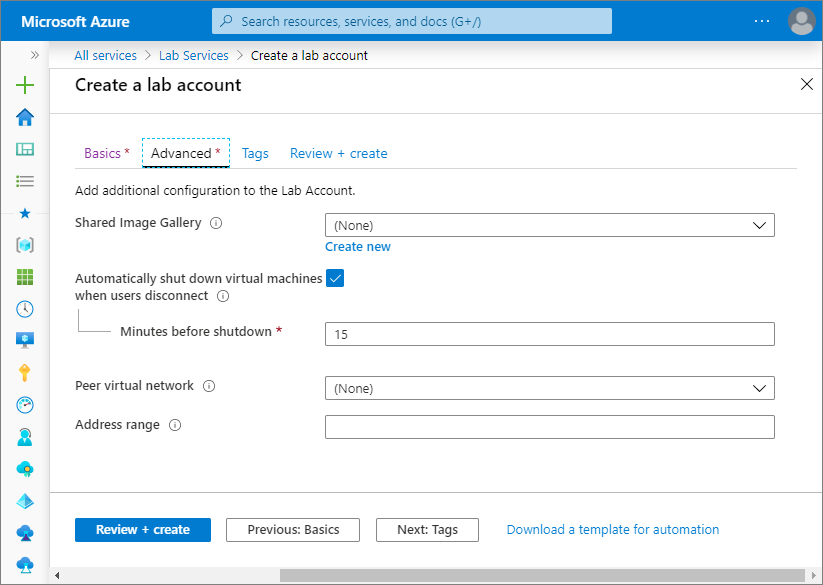 Microsoft Azure
Search resources, services, and docs (G+/)
All services > Lab Services > Create a lab account
Create a lab account
Basics * Advanced * Tags Review + create
Add additional configuration to the Lab Account.
Shared Image Gallery
(None)
Create new
Automatically shut down virtual machines
when users disconnect
Minutes before shutdown *
15
Peer virtual network
(None)
Address range
Review + create Previous: Basics Next: Tags Download a template for automation